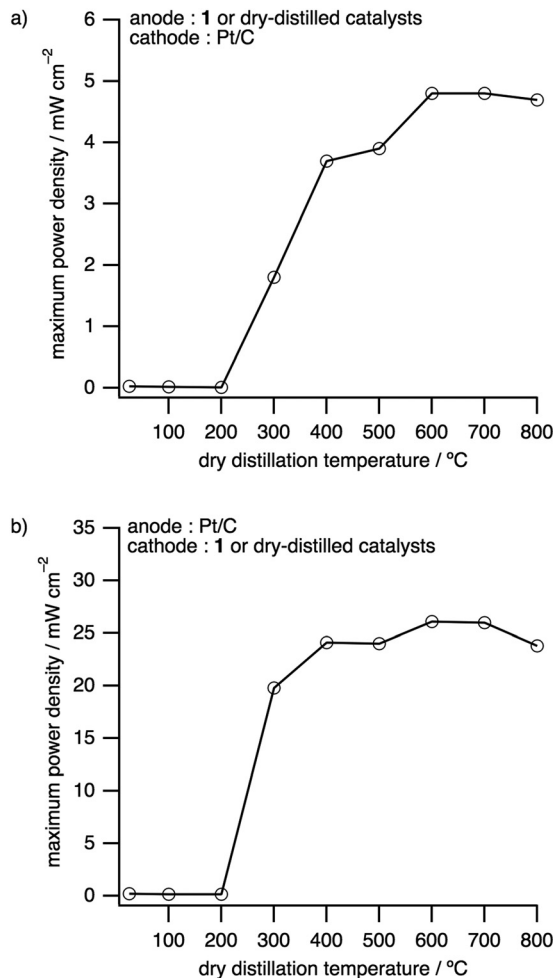 a)
anode : 1 or dry-distilled catalysts
cathode : Pt/C
maximum power density / mW cm⁻²
6
5
4
3
2
1
0
100 200 300 400 500 600 700 800
dry distillation temperature / ºC
b)
anode : Pt/C
cathode : 1 or dry-distilled catalysts
maximum power density / mW cm⁻²
35
30
25
20
15
10
5
0
100 200 300 400 500 600 700 800
dry distillation temperature / ºC